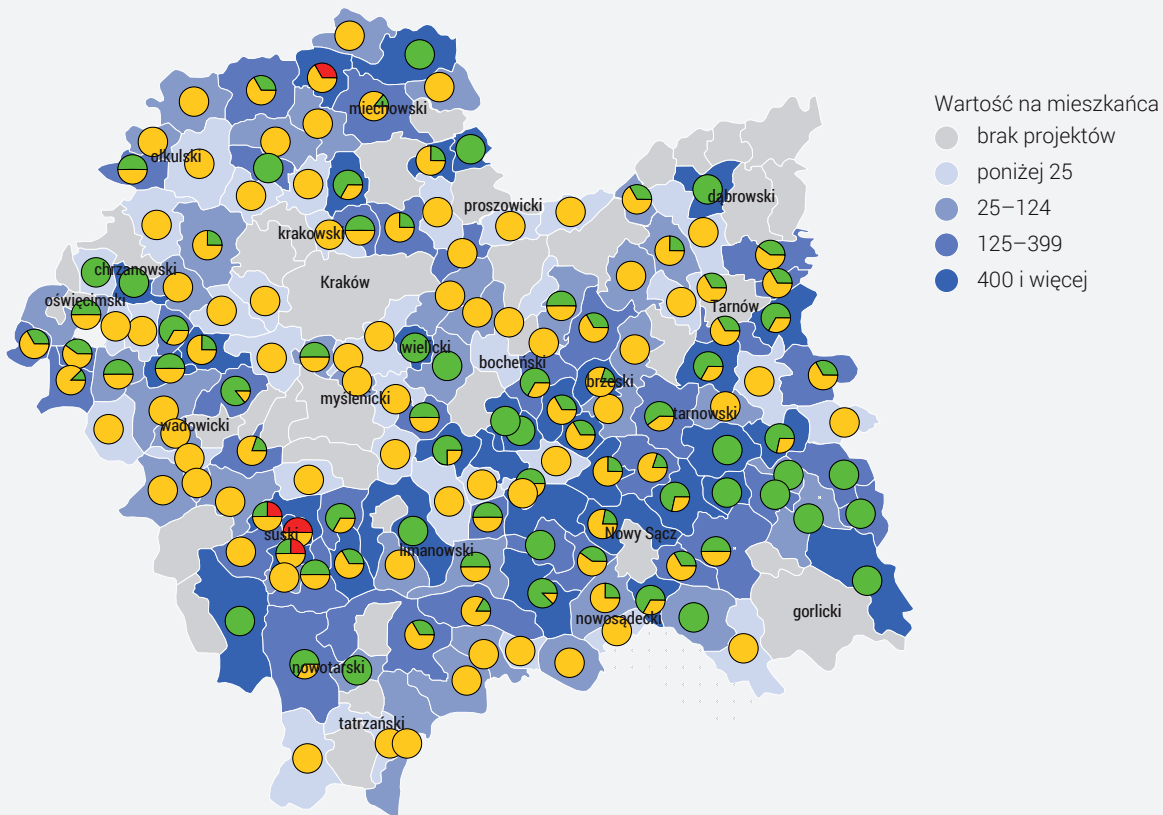 Wartość na mieszkańca
brak projektów
poniżej 25
25–124
125–399
400 i więcej
miechowski
olkulski
dąbrowski
proszowicki
krakowski
chrzanowski
Kraków
oświęcimski
Tarnów
wielicki
bocheński
brzeski
myślenicki
tarnowski
wadowicki
suski
Nowy Sącz
limanowski
gorlicki
nowosądecki
nowotarski
tatrzański